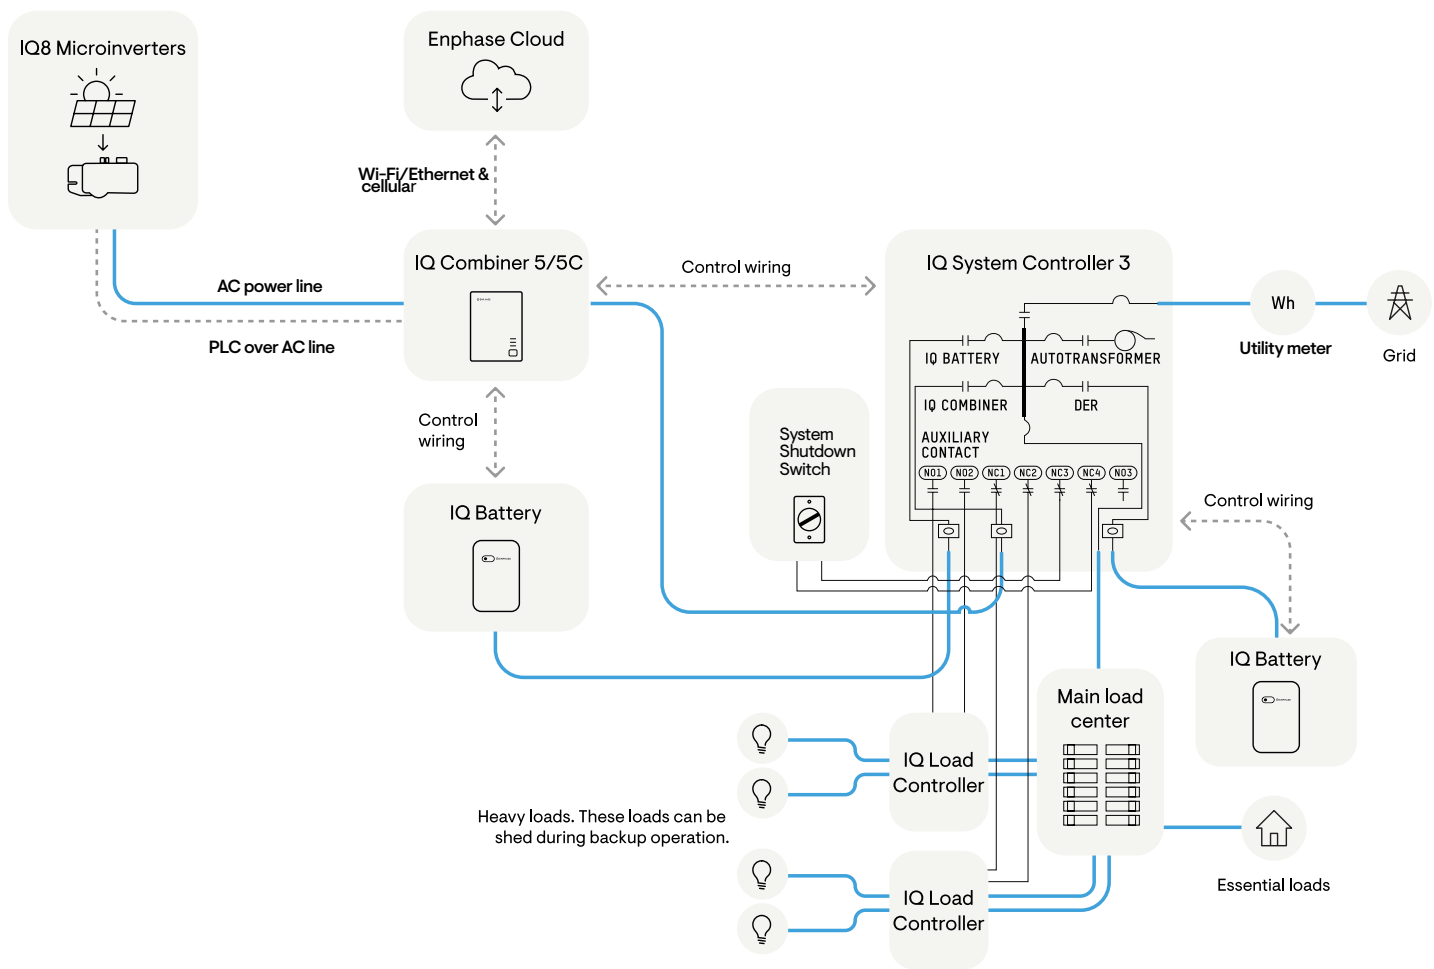 IQ8 Microinverters
Enphase Cloud
Wi-Fi/Ethernet &
cellular
IQ Combiner 5/5C
Control wiring
IQ System Controller 3
AC power line
PLC over AC line
Wh
Utility meter
Grid
IQ BATTERY
AUTOTRANSFORMER
IQ COMBINER
DER
AUXILIARY
CONTACT
NO1
NO2
NC1
NC2
NC3
NC4
NO3
Control
wiring
System
Shutdown
Switch
IQ Battery
Control wiring
IQ Battery
Main load
center
IQ Load
Controller
Heavy loads. These loads can be
shed during backup operation.
IQ Load
Controller
Essential loads